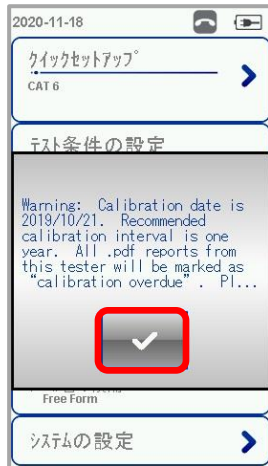 2020-11-18
クイックセットアップ
CAT 6
テスト条件の設定
Warning: Calibration date is
2019/10/21. Recommended
calibration interval is one
year. All .pdf reports from
this tester will be marked as
“calibration overdue”. Pl...
Free Form
システムの設定